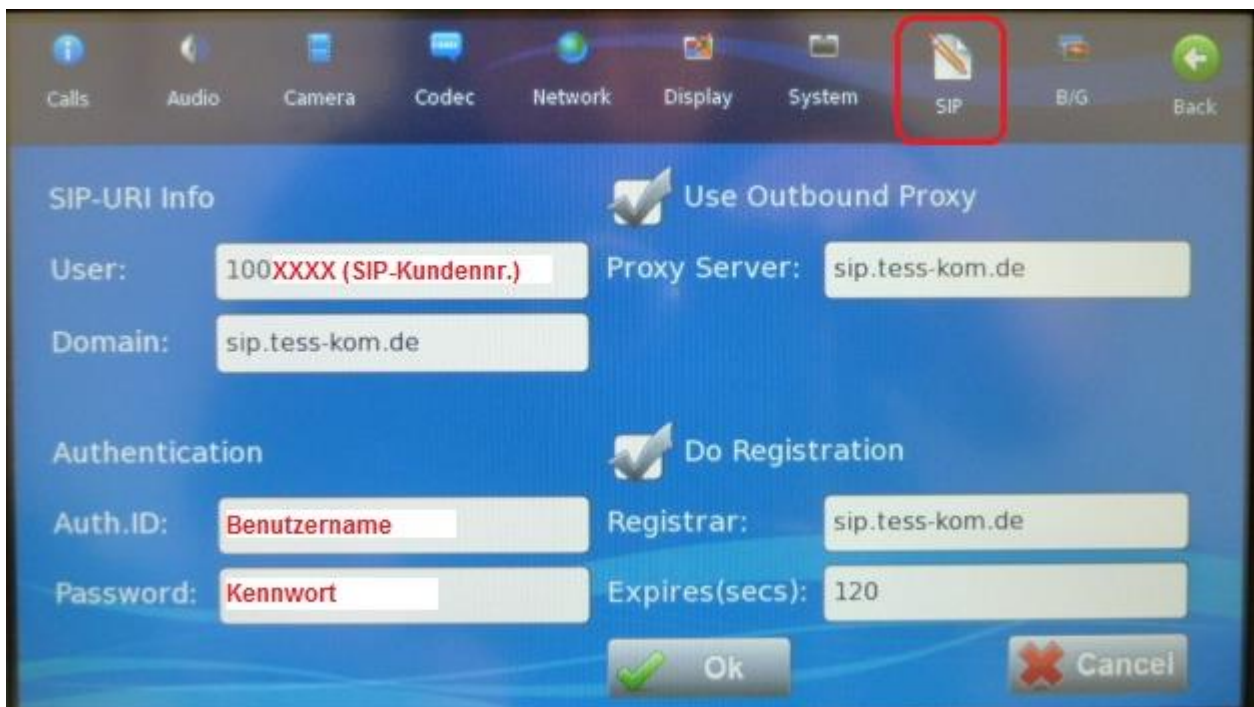 Calls Audio Camera Codec Network Display System SIP B/G Back
SIP-URI Info
Use Outbound Proxy
User: 100XXXX (SIP-Kundennr.)
Proxy Server: sip.tess-kom.de
Domain: sip.tess-kom.de
Authentication
Do Registration
Auth.ID: Benutzername
Registrar: sip.tess-kom.de
Password: Kennwort
Expires(secs): 120
Ok
Cancel